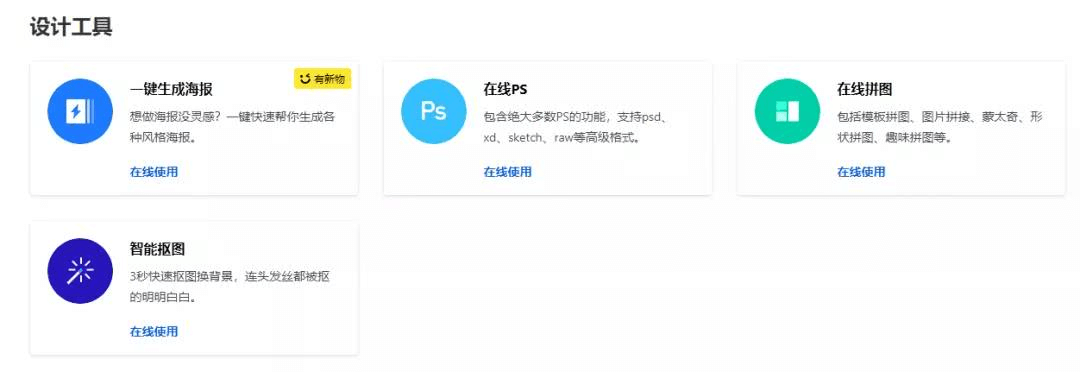 设计工具
一键生成海报
有新物
想做海报没灵感？一键快速帮你生成各
种风格海报。
在线使用
Ps
在线PS
包含绝大多数PS的功能，支持psd、
xd、sketch、raw等高级格式。
在线使用
在线拼图
包括模板拼图、图片拼接、蒙太奇、形
状拼图、趣味拼图等。
在线使用
智能抠图
3秒快速抠图换背景，连头发丝都被抠
的明明白白。
在线使用